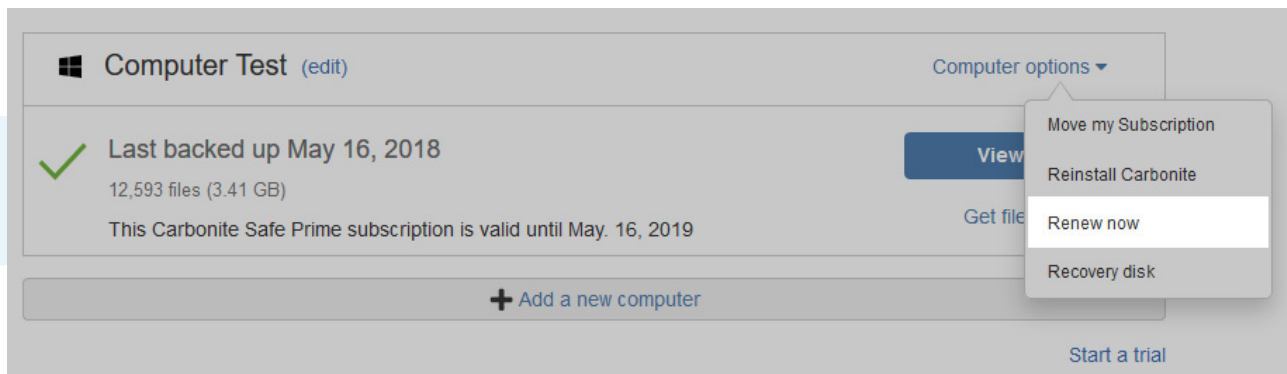 Computer Test (edit)
Computer options
Last backed up May 16, 2018
12,593 files (3.41 GB)
This Carbonite Safe Prime subscription is valid until May. 16, 2019
View
Get file
Move my Subscription
Reinstall Carbonite
Renew now
Recovery disk
Add a new computer
Start a trial